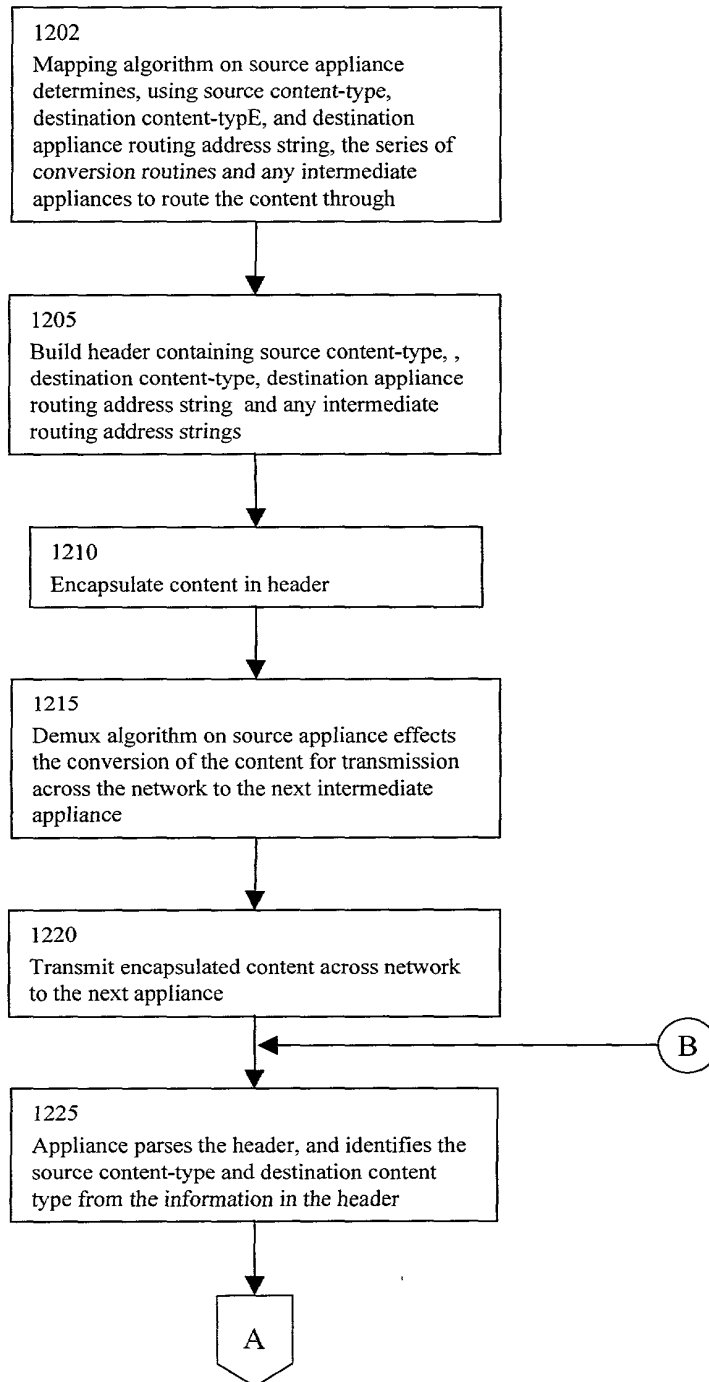 1202
Mapping algorithm on source appliance
determines, using source content-type,
destination content-typE, and destination
appliance routing address string, the series of
conversion routines and any intermediate
appliances to route the content through
1205
Build header containing source content-type, ,
destination content-type, destination appliance
routing address string and any intermediate
routing address strings
1210
Encapsulate content in header
1215
Demux algorithm on source appliance effects
the conversion of the content for transmission
across the network to the next intermediate
appliance
1220
Transmit encapsulated content across network
to the next appliance
B
1225
Appliance parses the header, and identifies the
source content-type and destination content
type from the information in the header
A